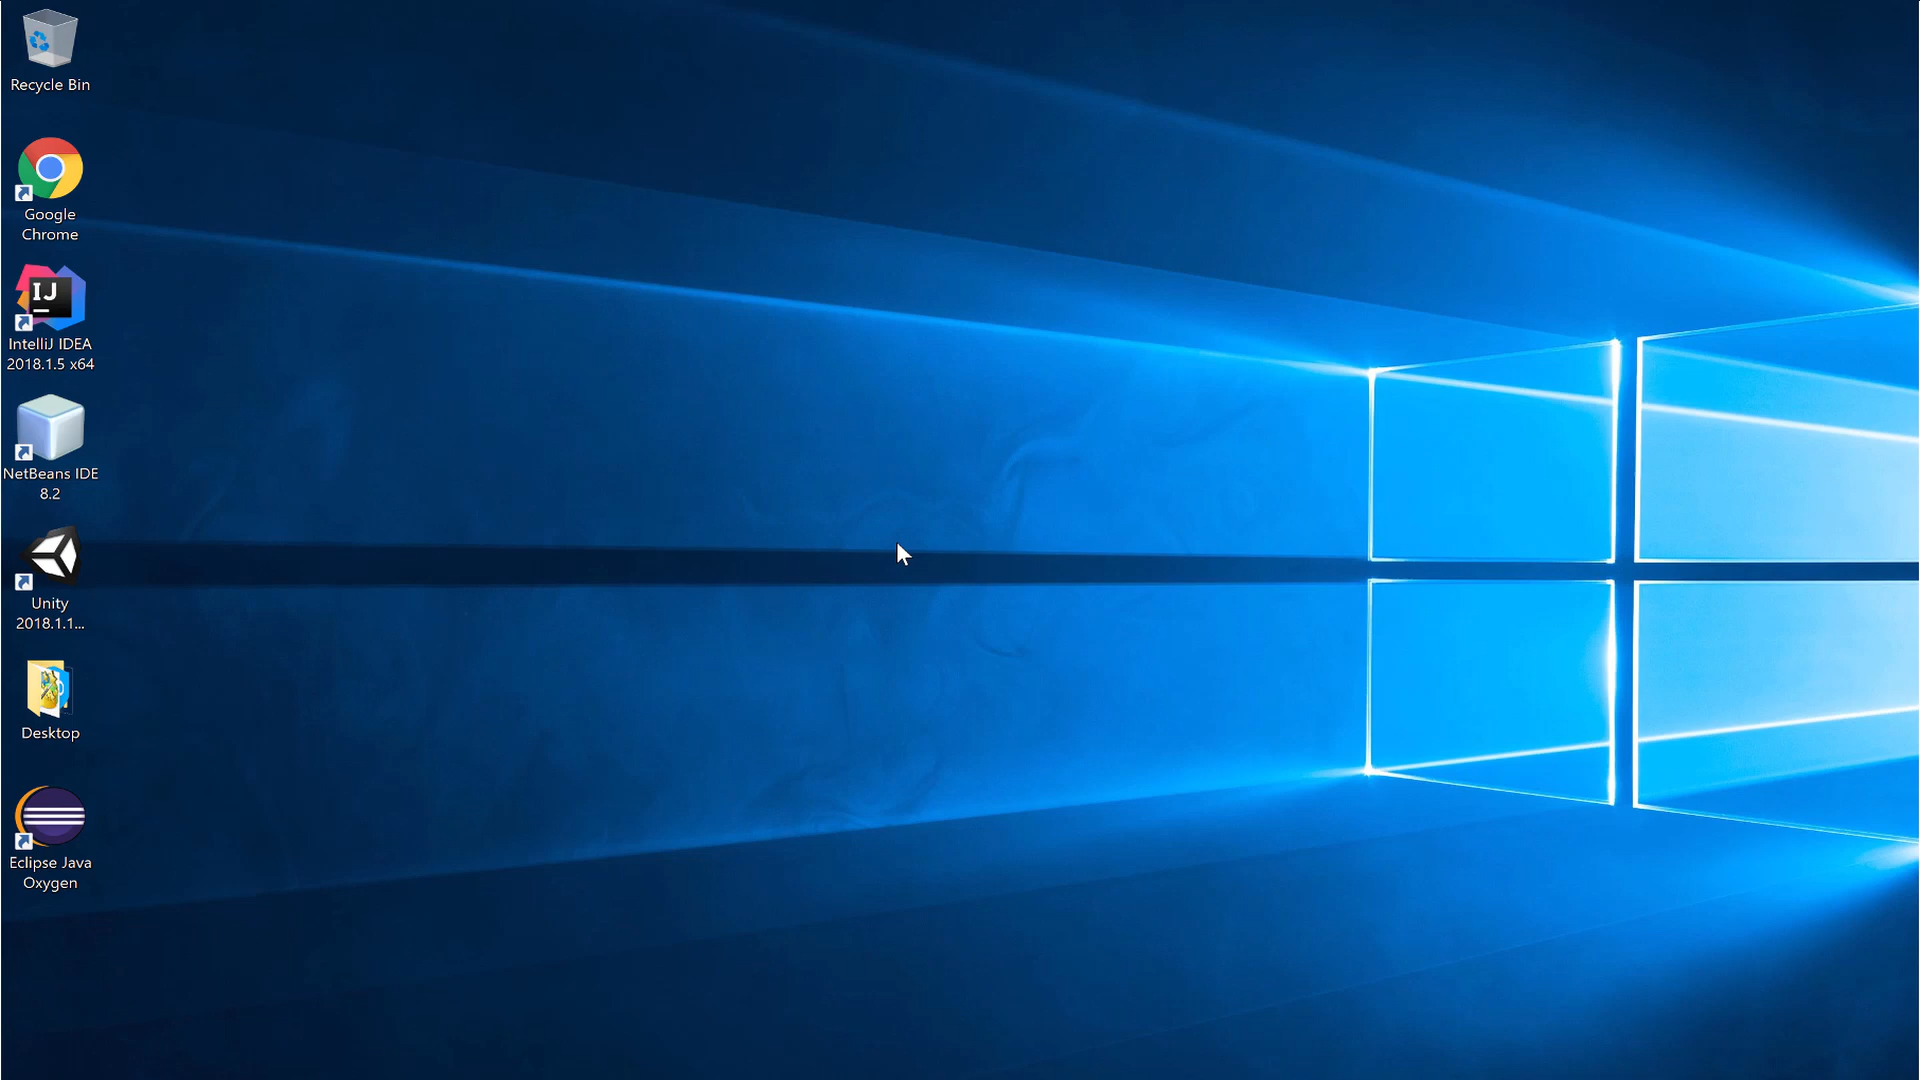 Recycle Bin
Google
Chrome
IJ
IntelliJ IDEA
2018.1.5 x64
NetBeans IDE
8.2
Unity
2018.1.1...
Desktop
Eclipse Java
Oxygen